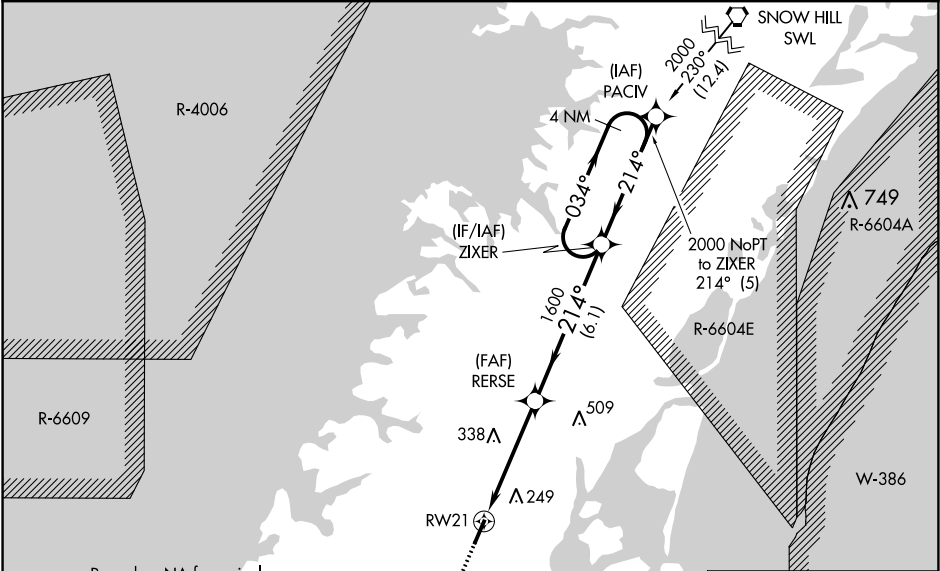 SNOW HILL
SWL
2000
230°
(12.4)
(IAF)
PACIV
R-4006
4 NM
034°
214°
749
R-6604A
(IF/IAF)
ZIXER
2000 NoPT
to ZIXER
214° (5)
1600
214°
(6.1)
R-6604E
(FAF)
RERSE
R-6609
509
338
W-386
249
RW21